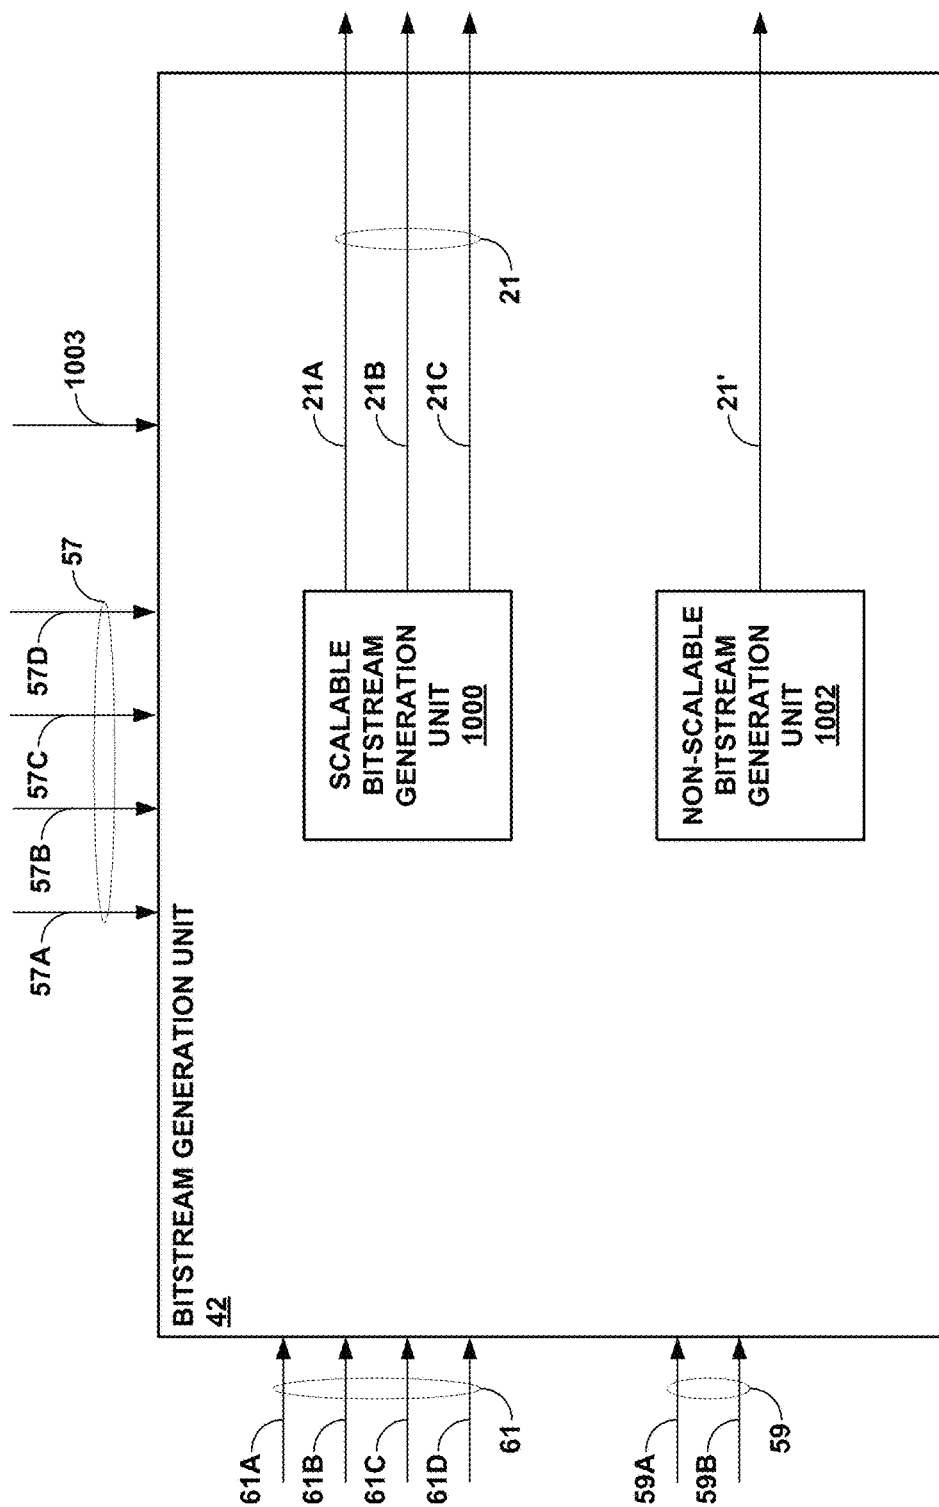 57A
57B
57C
57D
57
1003
BITSTREAM GENERATION UNIT
42
61A
61B
61C
61D
61
SCALABLE
BITSTREAM
GENERATION
UNIT
1000
21A
21B
21C
21
59A
59B
59
NON-SCALABLE
BITSTREAM
GENERATION
UNIT
1002
21'